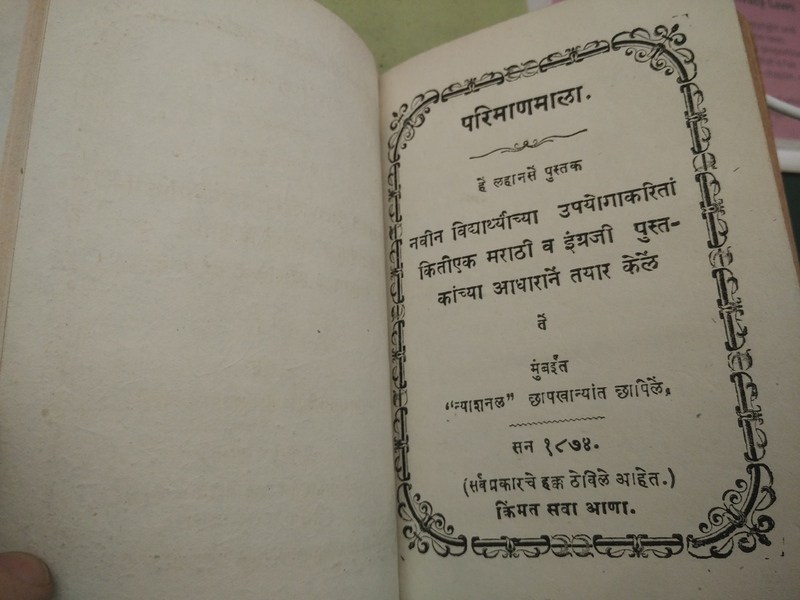 परिमाणमाला.
हें लहानसें पुस्तक
नवीन विद्यार्थ्यांच्या उपयोगाकरितां
कितीएक मराठी व इंग्रजी पुस्त-
कांच्या आधारानें तयार केलें
तें
मुंबईंत
“न्याशनल” छापखान्यांत छापिलें,
सन १८७४.
(सर्व प्रकारचे हक्क ठेविले आहेत.)
किंमत सवा आणा.